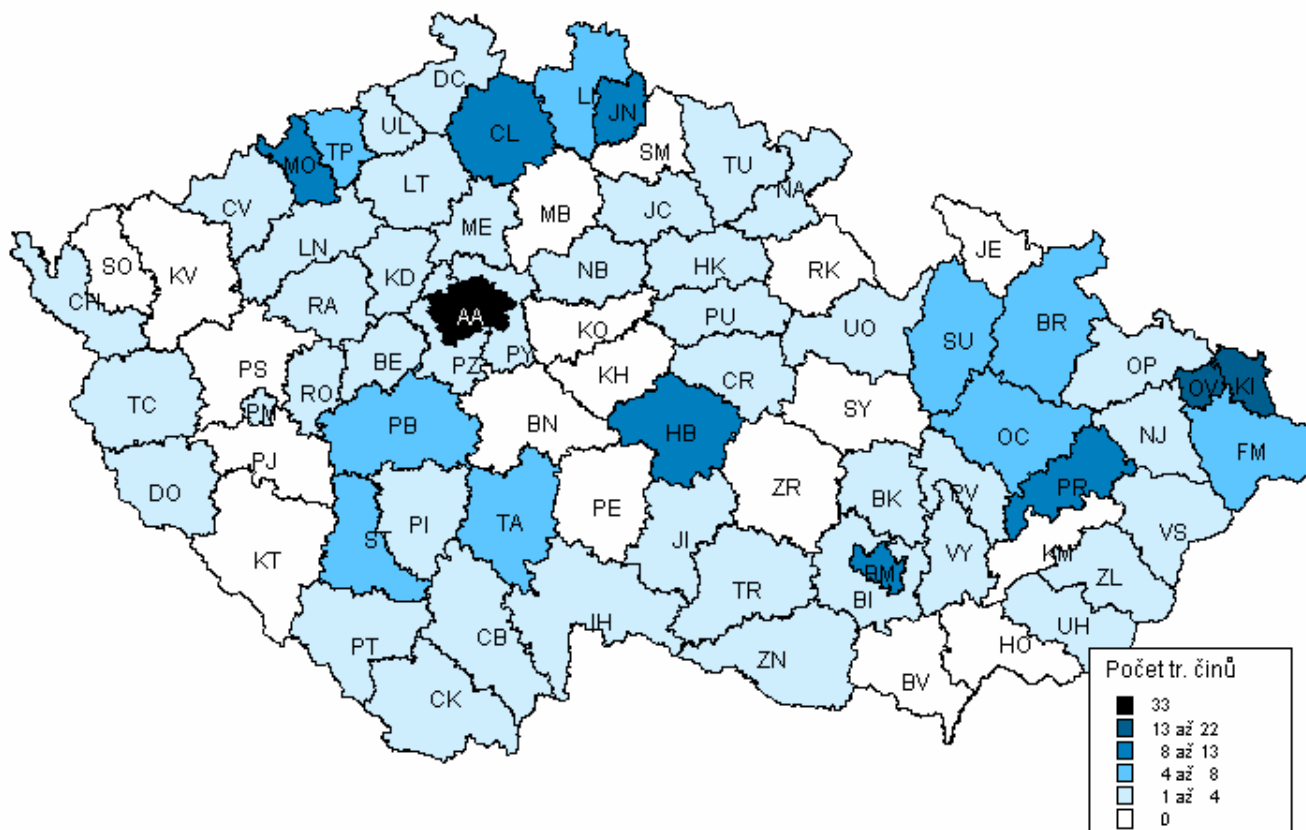 DC
LI
JN
UL
CL
TP
MO
SM
TU
NA
LT
CV
ME
MB
JC
LN
SO
KV
KD
NB
HK
RK
JE
CH
RA
AA
KO
PU
UO
SU
BR
PS
BE
PZ
PY
KH
CR
OP
OV
KI
TC
RO
PM
PB
BN
HB
SY
OC
NJ
FM
PJ
DO
ST
PI
TA
PE
ZR
BK
PV
PR
VS
KT
JI
BM
VY
KM
ZL
TR
BI
PT
CB
JH
UH
CK
ZN
BV
HO
Počet tr. činů
33
13 až 22
8 až 13
4 až 8
1 až 4
0